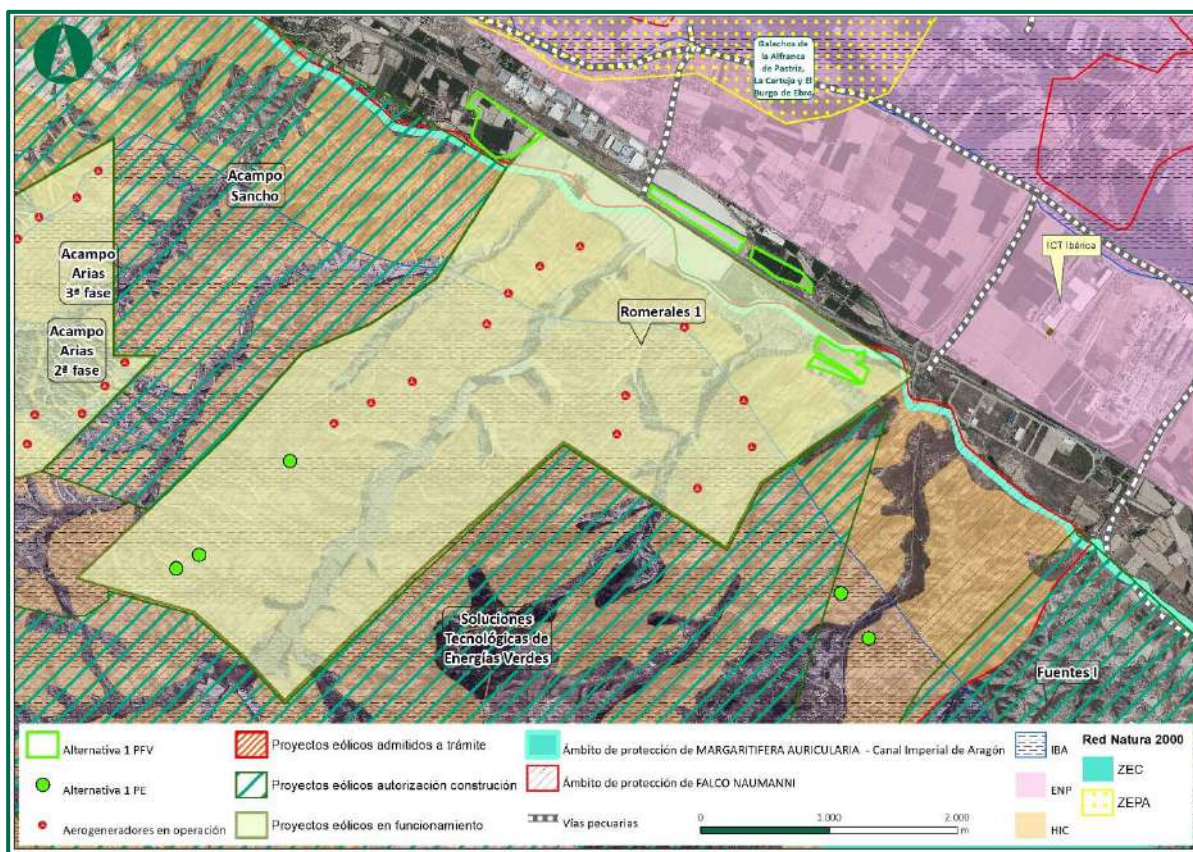 Galachos de
la Alfranca
de Pastriz,
La Cartuja y El
Burgo de Ebro
ICT Ibérica
Acampo
Sancho
Acampo
Arias
3ª fase
Acampo
Arias
2ª fase
Romerales 1
Soluciones
Tecnológicas de
Energías Verdes
Fuentes I
Alternativa 1 PFV
Alternativa 1 PE
Aerogeneradores en operación
Proyectos eólicos admitidos a trámite
Proyectos eólicos autorización construción
Proyectos eólicos en funcionamiento
Ámbito de protección de MARGARITIFERA AURICULARIA - Canal Imperial de Aragón
Ámbito de protección de FALCO NAUMANNI
Vías pecuarias
0 1.000 2.000
m
IBA
ENP
HIC
Red Natura 2000
ZEC
ZEPA